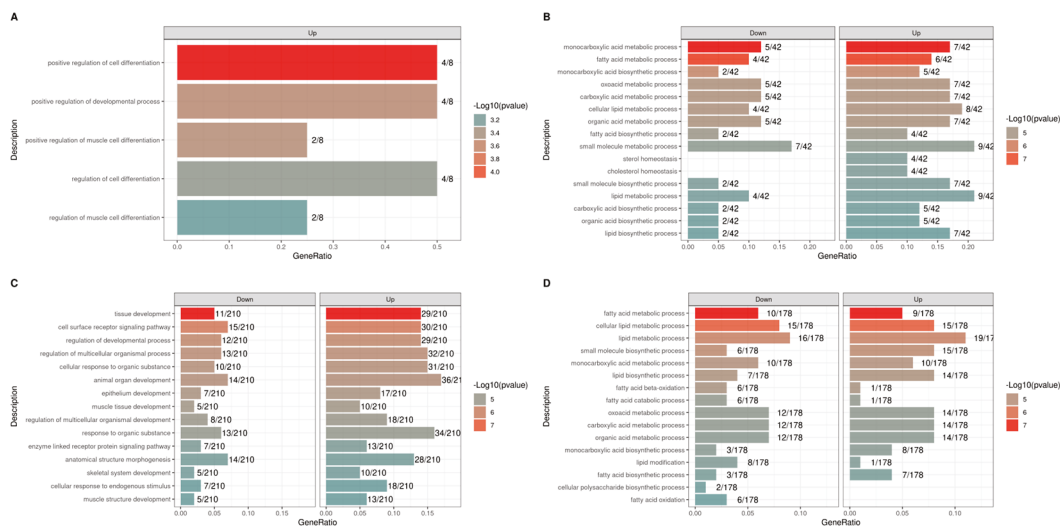 A
Up
positive regulation of cell differentiation
4/8
positive regulation of developmental process
4/8
positive regulation of muscle cell differentiation
2/8
regulation of cell differentiation
4/8
regulation of muscle cell differentiation
2/8
Description
0.0 0.1 0.2 0.3 0.4 0.5
GeneRatio
-Log10(pvalue)
3.2
3.4
3.6
3.8
4.0
B
Down Up
monocarboxylic acid metabolic process 5/42 7/42
fatty acid metabolic process 4/42 6/42
monocarboxylic acid biosynthetic process 2/42 5/42
oxoacid metabolic process 5/42 7/42
carboxylic acid metabolic process 5/42 7/42
cellular lipid metabolic process 4/42 8/42
organic acid metabolic process 5/42 7/42
fatty acid biosynthetic process 2/42 4/42
small molecule metabolic process 7/42 9/42
sterol homeostasis 4/42
cholesterol homeostasis 4/42
small molecule biosynthetic process 2/42 7/42
lipid metabolic process 4/42 9/42
carboxylic acid biosynthetic process 2/42 5/42
organic acid biosynthetic process 2/42 5/42
lipid biosynthetic process 2/42 7/42
Description
0.00 0.05 0.10 0.15 0.20 0.00 0.05 0.10 0.15 0.20
GeneRatio
-Log10(pvalue)
5
6
7
C
Down Up
tissue development 11/210 29/210
cell surface receptor signaling pathway 15/210 30/210
regulation of developmental process 12/210 29/210
regulation of multicellular organismal process 13/210 32/210
cellular response to organic substance 10/210 31/210
animal organ development 14/210 36/21
epithelium development 7/210 17/210
muscle tissue development 5/210 10/210
regulation of multicellular organismal development 8/210 18/210
response to organic substance 13/210 34/210
enzyme linked receptor protein signaling pathway 7/210 13/210
anatomical structure morphogenesis 14/210 28/210
skeletal system development 5/210 10/210
cellular response to endogenous stimulus 7/210 18/210
muscle structure development 5/210 13/210
Description
0.00 0.05 0.10 0.15 0.00 0.05 0.10 0.15
GeneRatio
-Log10(pvalue)
5
6
7
D
Down Up
fatty acid metabolic process 10/178 9/178
cellular lipid metabolic process 15/178 15/178
lipid metabolic process 16/178 19/17
small molecule biosynthetic process 6/178 15/178
monocarboxylic acid metabolic process 10/178 10/178
lipid biosynthetic process 7/178 14/178
fatty acid beta-oxidation 6/178 1/178
fatty acid catabolic process 6/178 1/178
oxoacid metabolic process 12/178 14/178
carboxylic acid metabolic process 12/178 14/178
organic acid metabolic process 12/178 14/178
monocarboxylic acid biosynthetic process 3/178 8/178
lipid modification 8/178 1/178
fatty acid biosynthetic process 3/178 7/178
cellular polysaccharide biosynthetic process 2/178
fatty acid oxidation 6/178
Description
0.00 0.05 0.10 0.00 0.05 0.10
GeneRatio
-Log10(pvalue)
5
6
7